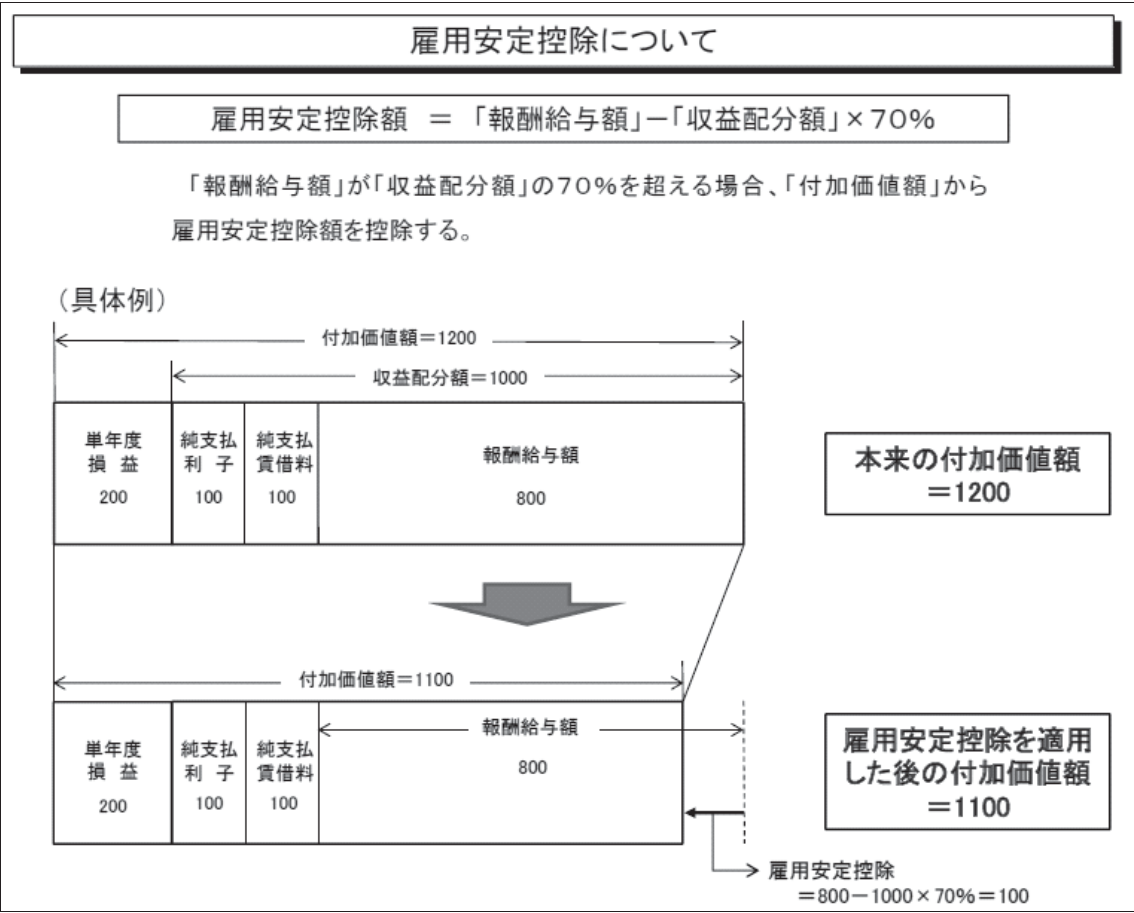 雇用安定控除について
雇用安定控除額 ＝ 「報酬給与額」－「収益配分額」×７０％
「報酬給与額」が「収益配分額」の７０％を超える場合、「付加価値額」から
雇用安定控除額を控除する。
（具体例）
付加価値額＝1200
収益配分額＝1000
単年度
損 益
200
純支払
利 子
100
純支払
賃借料
100
報酬給与額
800
本来の付加価値額
＝1200
付加価値額＝1100
単年度
損 益
200
純支払
利 子
100
純支払
賃借料
100
報酬給与額
800
雇用安定控除を適用
した後の付加価値額
＝1100
雇用安定控除
＝800－1000×70％＝100